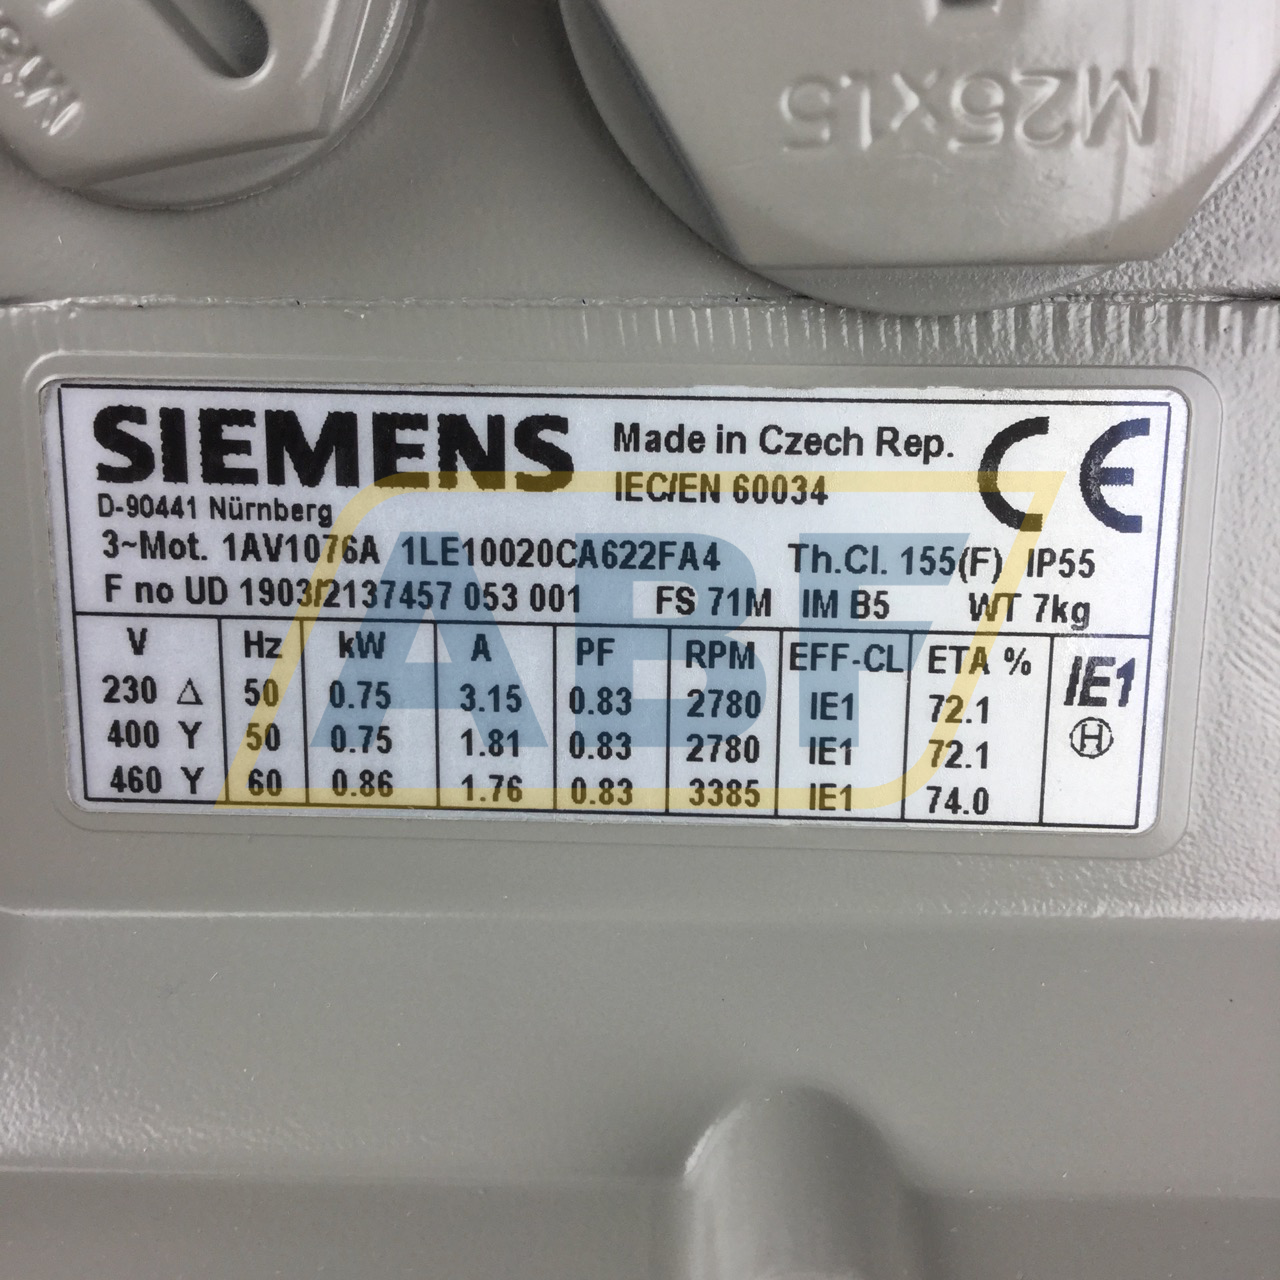 M25x1.5
SIEMENS
D-90441 Nürnberg
Made in Czech Rep.
IEC/EN 60034
CE
3~Mot. 1AV1076A 1LE10020CA622FA4 Th.Cl. 155(F) IP55
F no UD 1903/2137457 053 001 FS 71M IM B5 WT 7kg
V Hz kW A PF RPM EFF-CL ETA %
230 Δ 50 0.75 3.15 0.83 2780 IE1 72.1
400 Y 50 0.75 1.81 0.83 2780 IE1 72.1
460 Y 60 0.86 1.76 0.83 3385 IE1 74.0
IE1
H
ABF